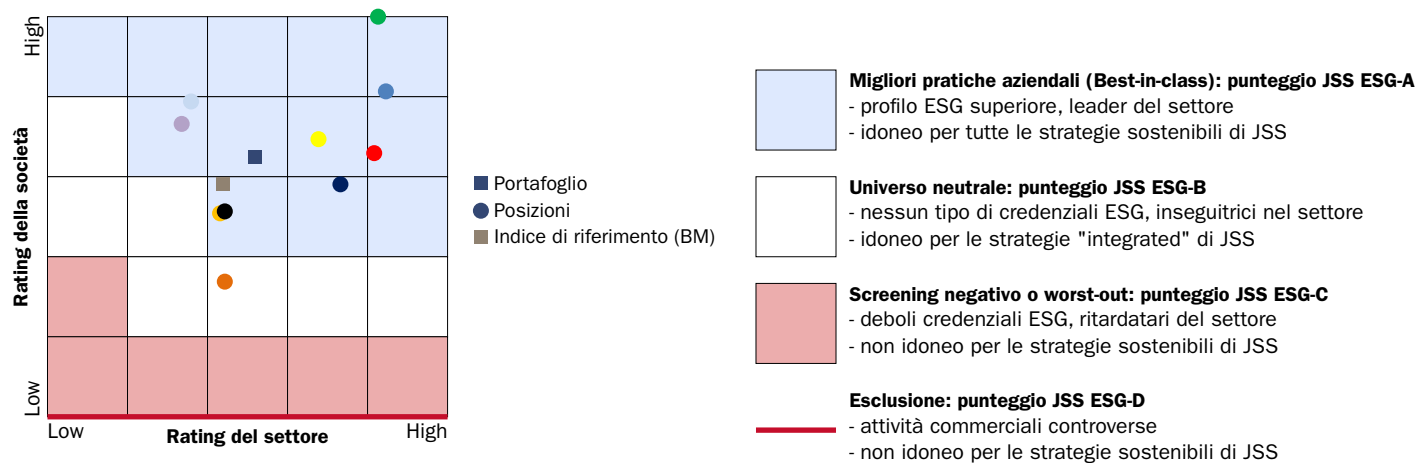 High
Rating della società
Low
Low
Rating del settore
High
Portafoglio
Posizioni
Indice di riferimento (BM)
Migliori pratiche aziendali (Best-in-class): punteggio JSS ESG-A
- profilo ESG superiore, leader del settore
- idoneo per tutte le strategie sostenibili di JSS
Universo neutrale: punteggio JSS ESG-B
- nessun tipo di credenziali ESG, inseguitrici nel settore
- idoneo per le strategie "integrated" di JSS
Screening negativo o worst-out: punteggio JSS ESG-C
- deboli credenziali ESG, ritardatari del settore
- non idoneo per le strategie sostenibili di JSS
Esclusione: punteggio JSS ESG-D
- attività commerciali controverse
- non idoneo per le strategie sostenibili di JSS